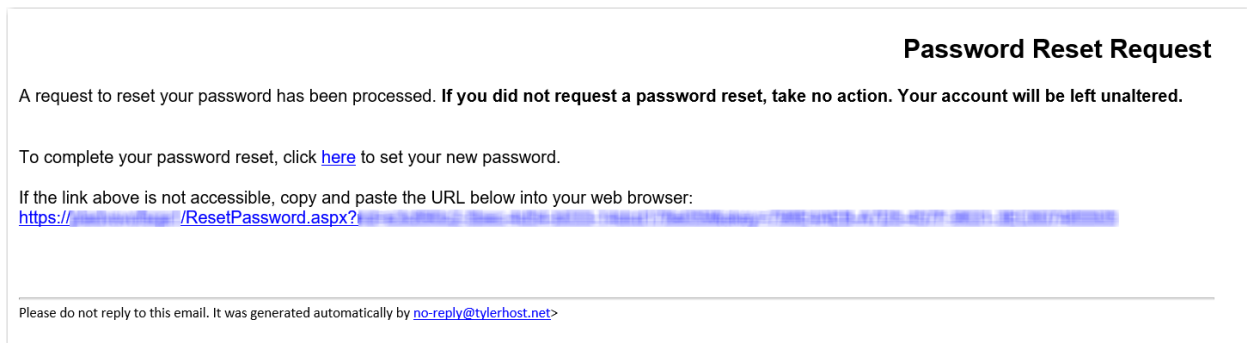 Password Reset Request
A request to reset your password has been processed. If you did not request a password reset, take no action. Your account will be left unaltered.
To complete your password reset, click here to set your new password.
If the link above is not accessible, copy and paste the URL below into your web browser:
https:// /ResetPassword.aspx?
Please do not reply to this email. It was generated automatically by no-reply@tylerhost.net>